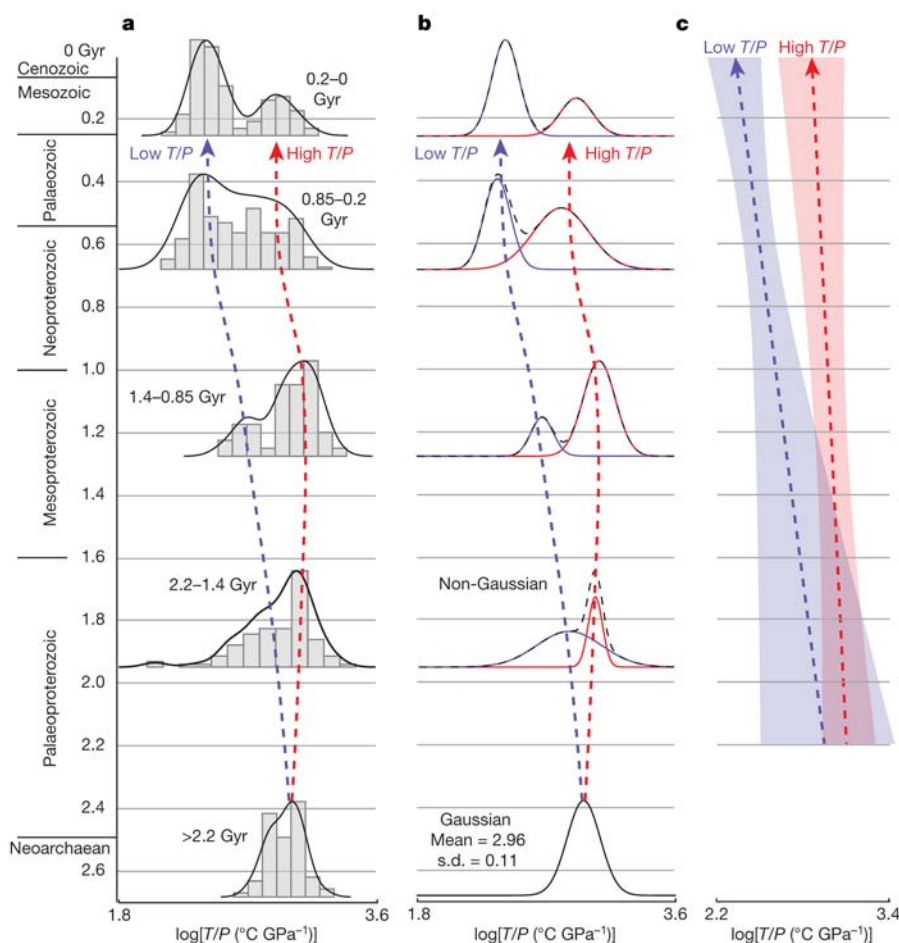 a
b
c
0 Gyr
Cenozoic
Mesozoic
Palaeozoic
Neoproterozoic
Mesoproterozoic
Palaeoproterozoic
Neoarchaean
0.2
0.4
0.6
0.8
1.0
1.2
1.4
1.6
1.8
2.0
2.2
2.4
2.6
0.2–0
Gyr
Low T/P
High T/P
0.85–0.2
Gyr
1.4–0.85 Gyr
2.2–1.4 Gyr
>2.2 Gyr
1.8
3.6
log[T/P (°C GPa⁻¹)]
Low T/P
High T/P
Non-Gaussian
Gaussian
Mean = 2.96
s.d. = 0.11
1.8
3.6
log[T/P (°C GPa⁻¹)]
Low T/P
High T/P
2.2
3.4
log[T/P (°C GPa⁻¹)]